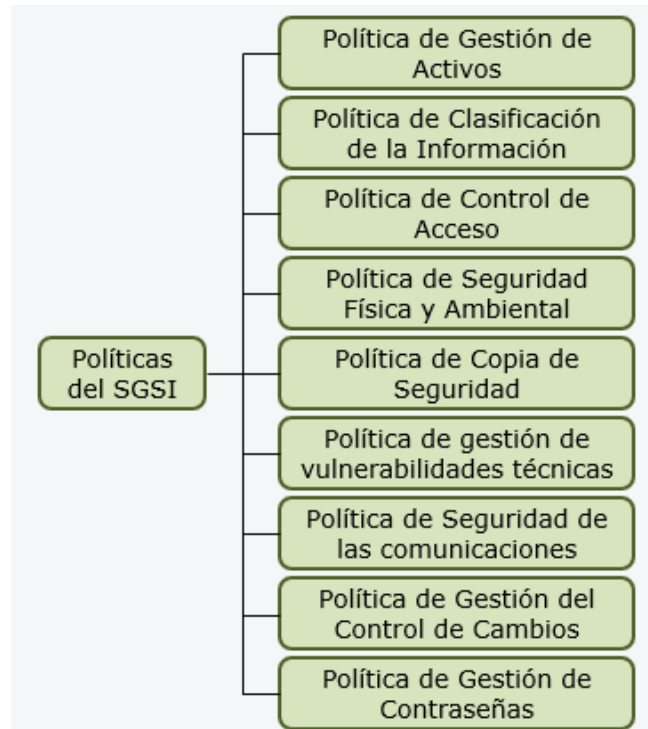 Política de Gestión de
Activos
Política de Clasificación
de la Información
Política de Control de
Acceso
Política de Seguridad
Física y Ambiental
Políticas
del SGSI
Política de Copia de
Seguridad
Política de gestión de
vulnerabilidades técnicas
Política de Seguridad de
las comunicaciones
Política de Gestión del
Control de Cambios
Política de Gestión de
Contraseñas